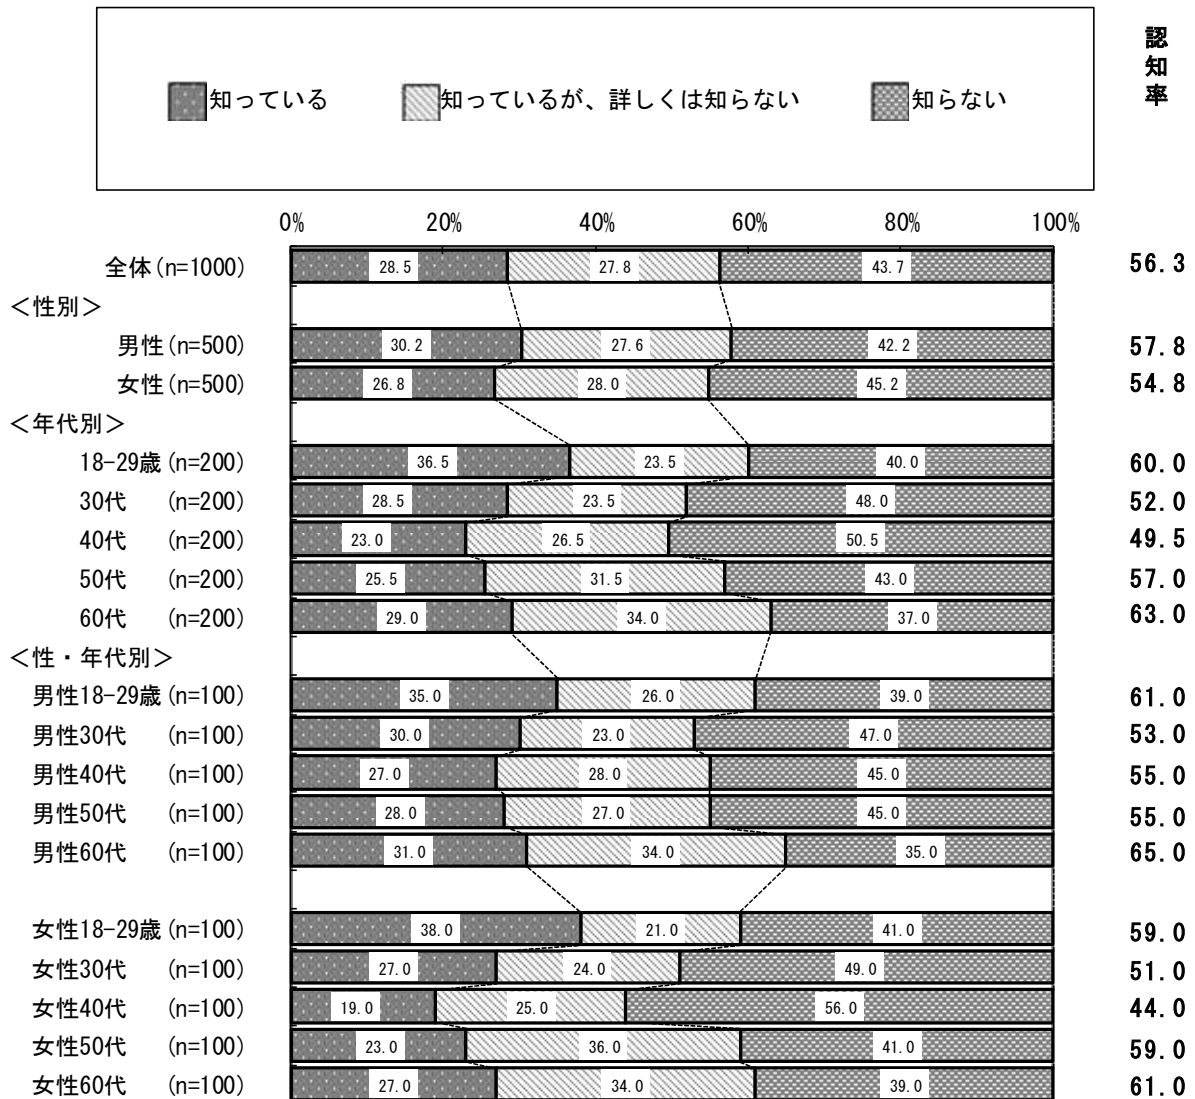 認知率
知っている 知っているが、詳しくは知らない 知らない
0% 20% 40% 60% 80% 100%
全体(n=1000) 28.5 27.8 43.7 56.3
＜性別＞
男性(n=500) 30.2 27.6 42.2 57.8
女性(n=500) 26.8 28.0 45.2 54.8
＜年代別＞
18-29歳(n=200) 36.5 23.5 40.0 60.0
30代 (n=200) 28.5 23.5 48.0 52.0
40代 (n=200) 23.0 26.5 50.5 49.5
50代 (n=200) 25.5 31.5 43.0 57.0
60代 (n=200) 29.0 34.0 37.0 63.0
＜性・年代別＞
男性18-29歳(n=100) 35.0 26.0 39.0 61.0
男性30代 (n=100) 30.0 23.0 47.0 53.0
男性40代 (n=100) 27.0 28.0 45.0 55.0
男性50代 (n=100) 28.0 27.0 45.0 55.0
男性60代 (n=100) 31.0 34.0 35.0 65.0
女性18-29歳(n=100) 38.0 21.0 41.0 59.0
女性30代 (n=100) 27.0 24.0 49.0 51.0
女性40代 (n=100) 19.0 25.0 56.0 44.0
女性50代 (n=100) 23.0 36.0 41.0 59.0
女性60代 (n=100) 27.0 34.0 39.0 61.0